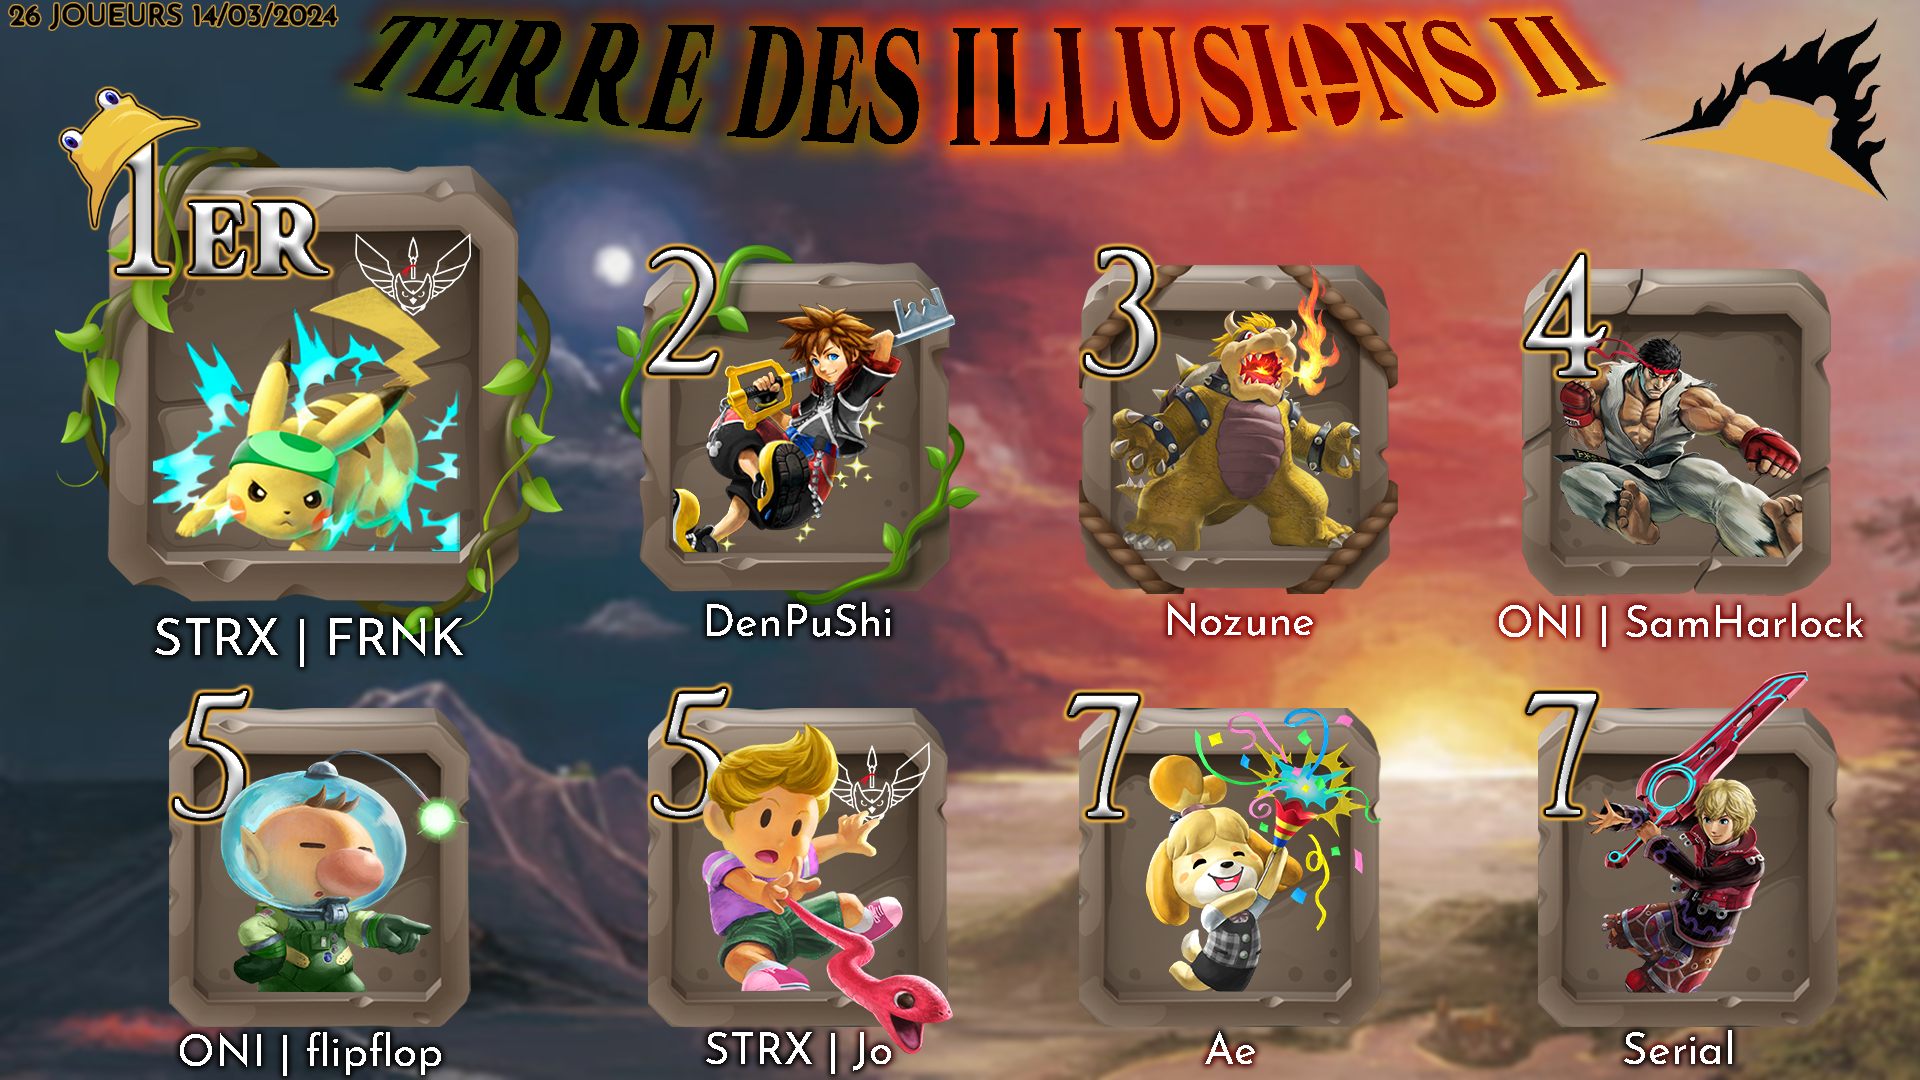 26 JOUEURS 14/03/2024
TERRE DES ILLUSIONS II
1ER
STRX | FRNK
2
DenPuShi
3
Nozune
4
ONI | SamHarlock
5
ONI | flipflop
5
STRX | Jo
7
Ae
7
Serial